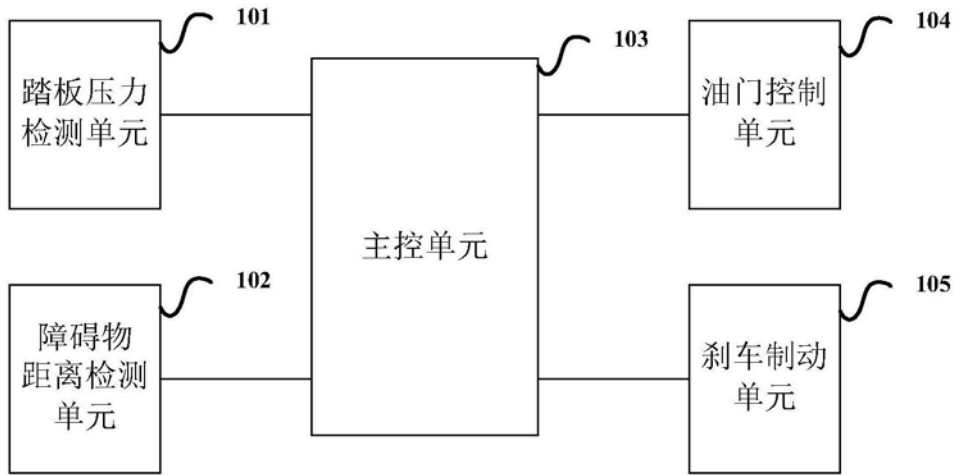 101
踏板压力
检测单元
102
障碍物
距离检测
单元
103
主控单元
104
油门控制
单元
105
刹车制动
单元